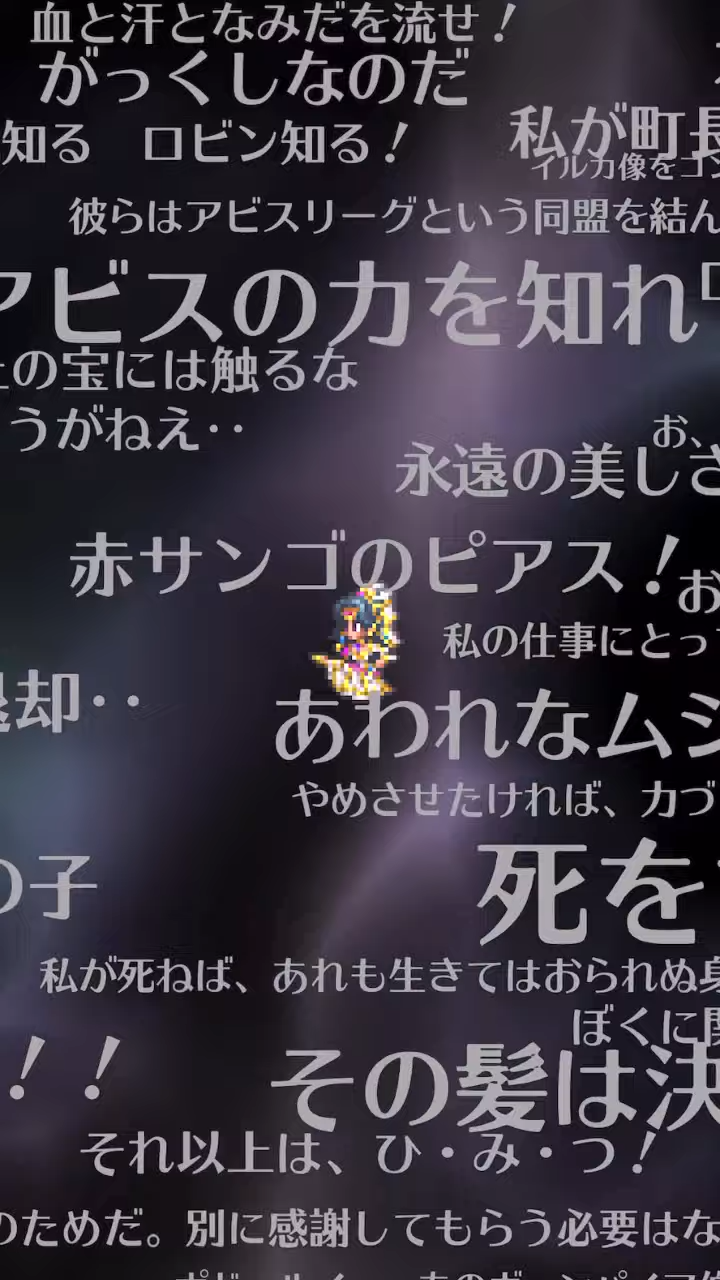 血と汗となみだを流せ！
がっくしなのだ
知る　ロビン知る！
私が町長
イルカ像をコン
彼らはアビスリーグという同盟を結ん
アビスの力を知れ
の宝には触るな
うがねえ‥
お、
永遠の美しさ
赤サンゴのピアス！
お
私の仕事にとっ
退却‥
あわれなムシ
やめさせたければ、力づ
の子
死を
私が死ねば、あれも生きてはおられぬ身
ぼくに関
！！
その髪は決
それ以上は、ひ・み・つ！
のためだ。別に感謝してもらう必要はな